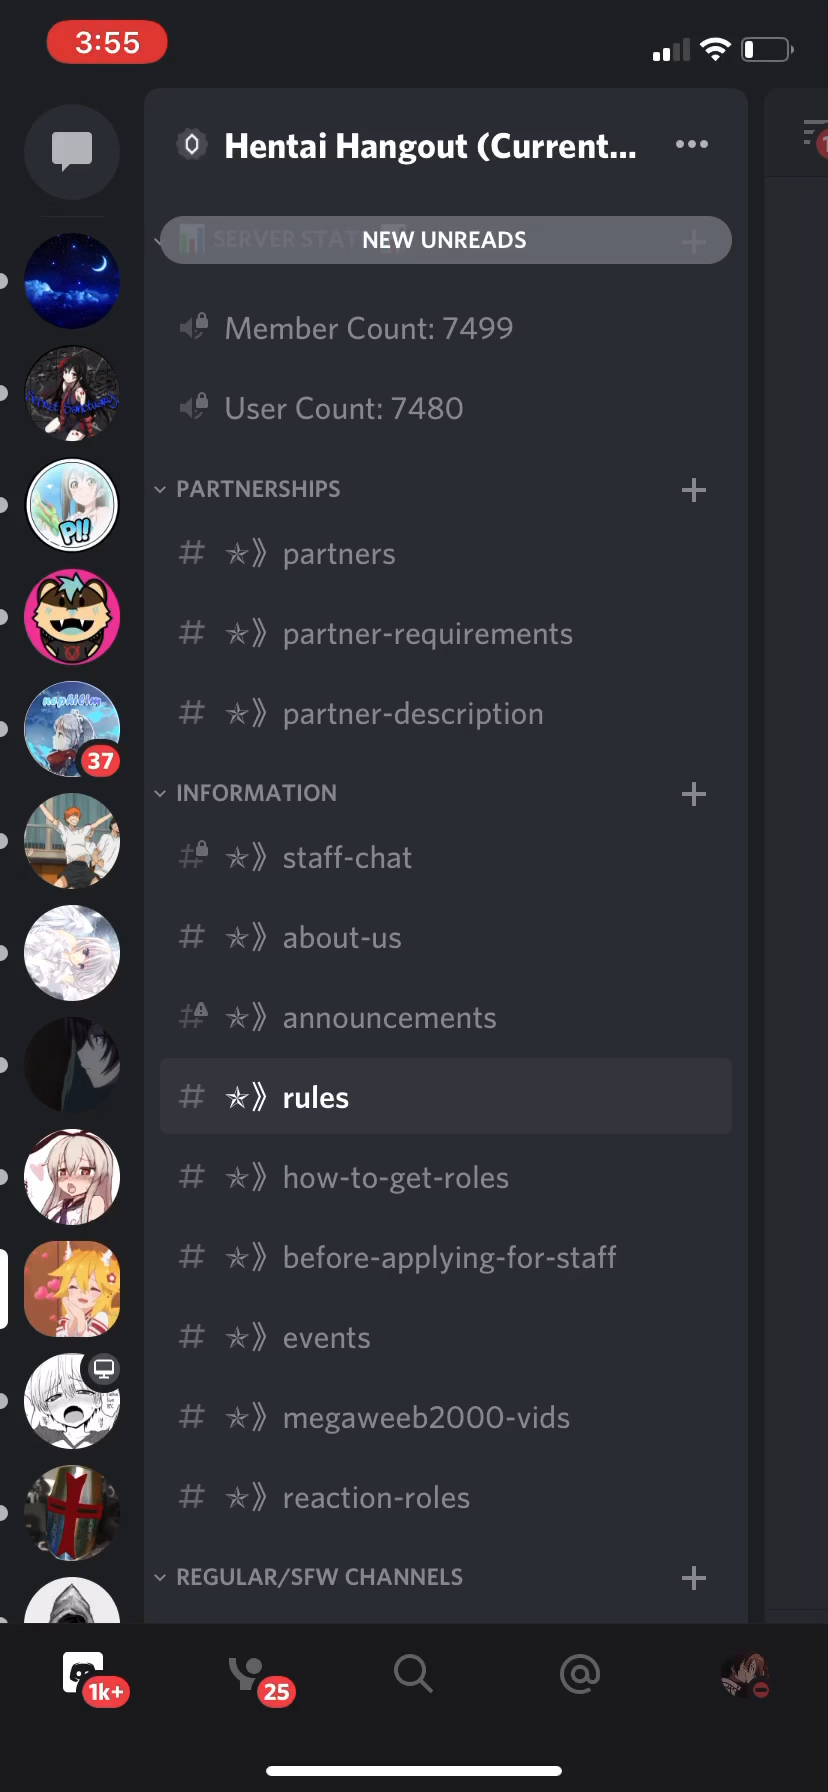 3:55
Hentai Hangout (Current...
SERVER STAT
NEW UNREADS
Member Count: 7499
User Count: 7480
PARTNERSHIPS
✯》 partners
✯》 partner-requirements
✯》 partner-description
INFORMATION
✯》 staff-chat
✯》 about-us
✯》 announcements
✯》 rules
✯》 how-to-get-roles
✯》 before-applying-for-staff
✯》 events
✯》 megaweeb2000-vids
✯》 reaction-roles
REGULAR/SFW CHANNELS
PI!!
nephilim
37
1k+
25